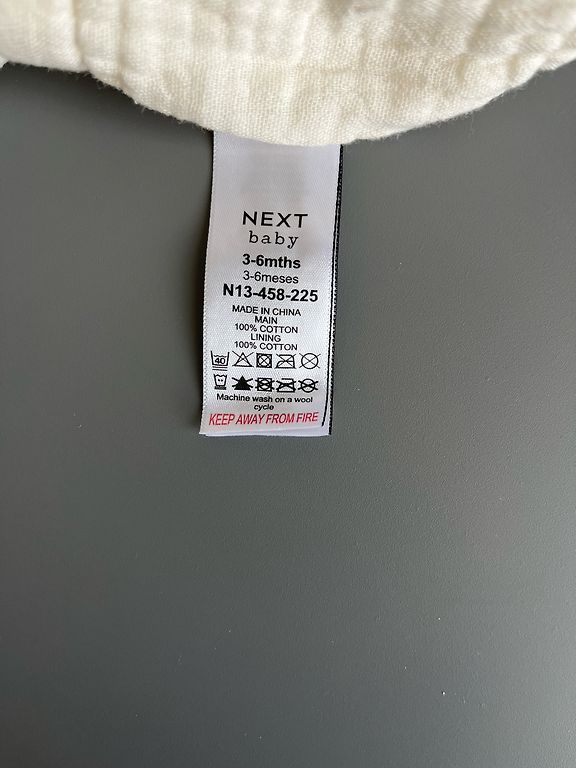 NEXT
baby
3-6mths
3-6meses
N13-458-225
MADE IN CHINA
MAIN
100% COTTON
LINING
100% COTTON
40
Machine wash on a wool
cycle
KEEP AWAY FROM FIRE